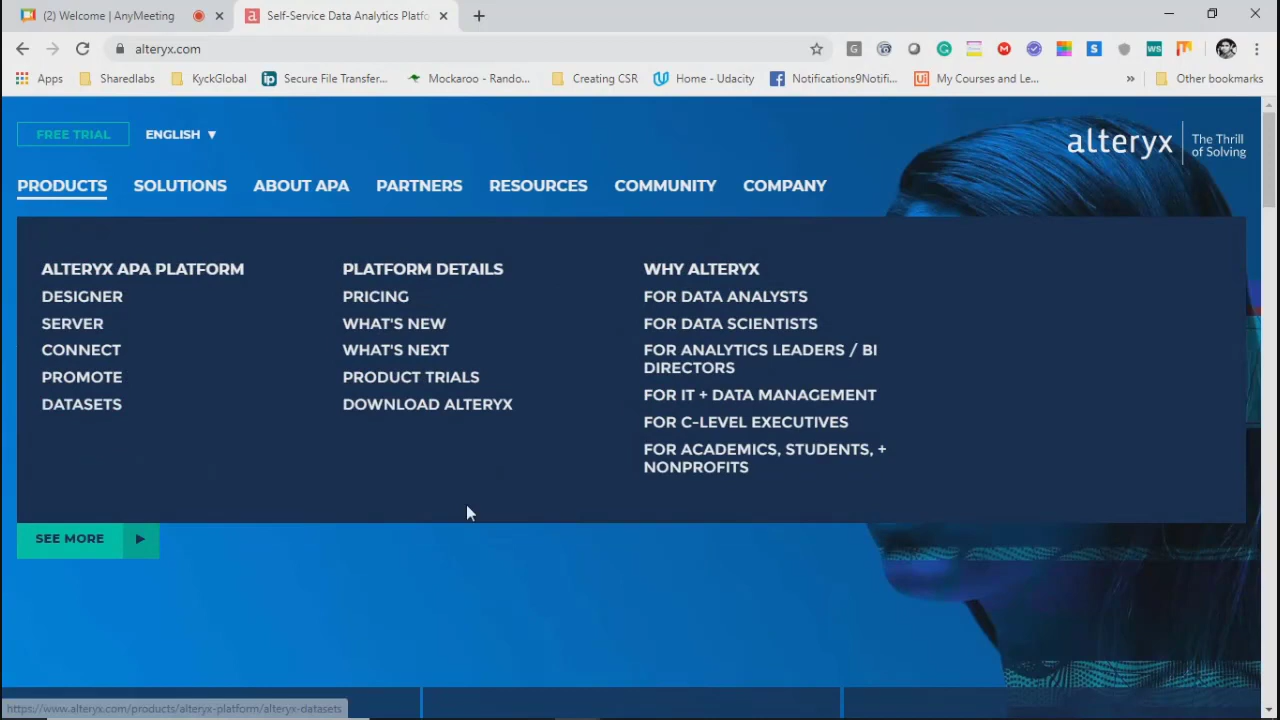 (2) Welcome | AnyMeeting
Self-Service Data Analytics Platfo
alteryx.com
Apps
Sharedlabs
KyckGlobal
Secure File Transfer...
Mockaroo - Rando...
Creating CSR
Home - Udacity
Notifications9Notifi...
My Courses and Le...
»
Other bookmarks
FREE TRIAL
ENGLISH ▼
alteryx
The Thrill
of Solving
PRODUCTS
SOLUTIONS
ABOUT APA
PARTNERS
RESOURCES
COMMUNITY
COMPANY
ALTERYX APA PLATFORM
DESIGNER
SERVER
CONNECT
PROMOTE
DATASETS
PLATFORM DETAILS
PRICING
WHAT'S NEW
WHAT'S NEXT
PRODUCT TRIALS
DOWNLOAD ALTERYX
WHY ALTERYX
FOR DATA ANALYSTS
FOR DATA SCIENTISTS
FOR ANALYTICS LEADERS / BI
DIRECTORS
FOR IT + DATA MANAGEMENT
FOR C-LEVEL EXECUTIVES
FOR ACADEMICS, STUDENTS, +
NONPROFITS
SEE MORE
https://www.alteryx.com/products/alteryx-platform/alteryx-datasets